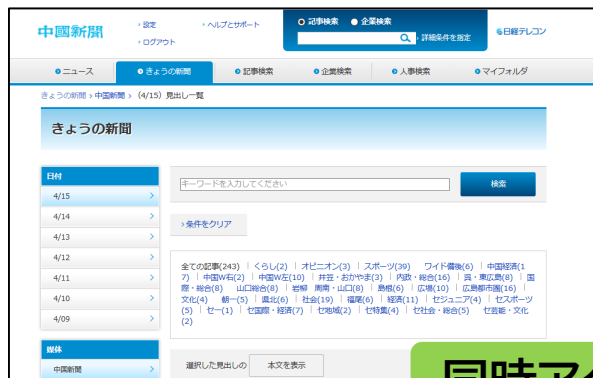 中國新聞
› 設定
› ヘルプとサポート
› ログアウト
記事検索 企業検索
› 詳細条件を指定
日経テレコン
ニュース
きょうの新聞
記事検索
企業検索
人事検索
マイフォルダ
きょうの新聞 › 中国新聞 › (4/15) 見出し一覧
きょうの新聞
日付
4/15
4/14
4/13
4/12
4/11
4/10
4/09
媒体
中国新聞
キーワードを入力してください
検索
› 条件をクリア
全ての記事(243) | くらし(2) | オピニオン(3) | スポーツ(39) ワイド備後(6) | 中国経済(1
7) | 中国W右(2) | 中国W左(10) | 井笠・おかやま(3) | 内政・総合(16) | 呉・東広島(8) | 国
際・総合(8) 山口総合(8) | 岩柳 周南・山口(8) | 島根(6) | 広場(10) | 広島都市圏(16) |
文化(4) 朝一(5) | 県北(6) | 社会(19) | 福尾(6) | 経済(11) | セジュニア(4) | セスポーツ
(5) | セ一(1) | セ国際・経済(7) | セ地域(2) | セ特集(4) | セ社会・総合(5) セ芸能・文化
(2)
選択した見出しの 本文を表示